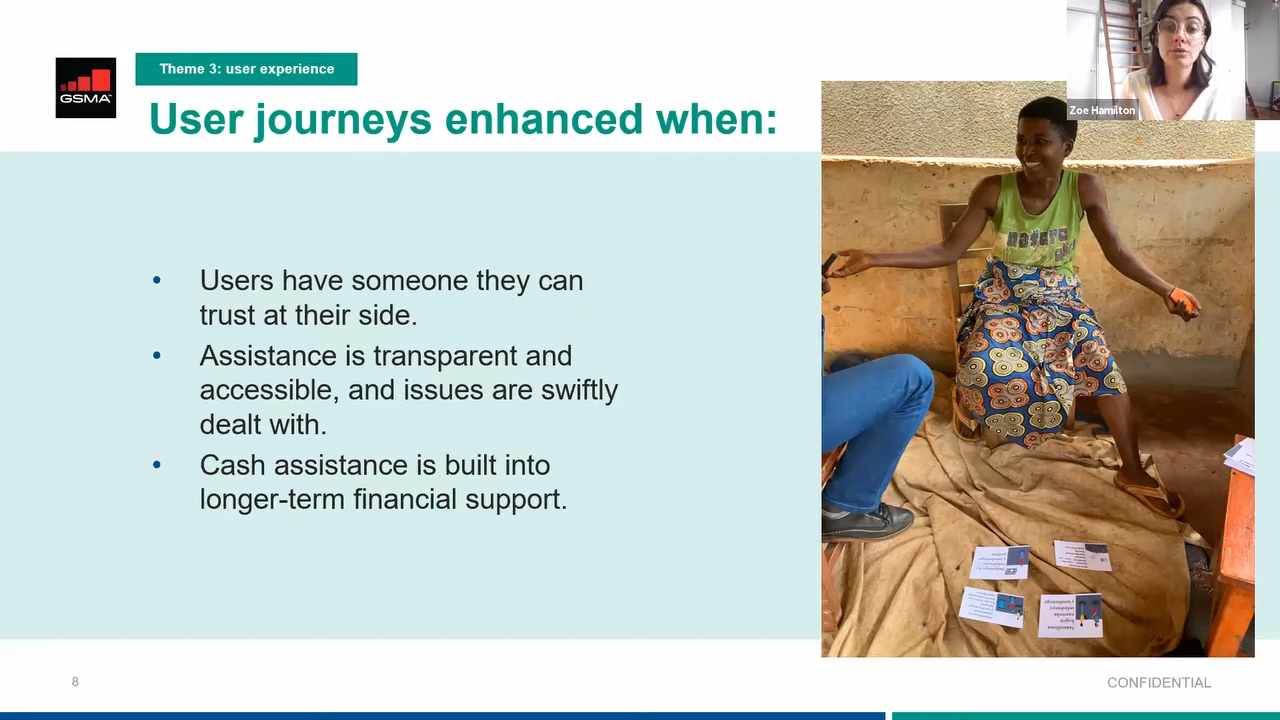 Theme 3: user experience
GSMA
User journeys enhanced when:
Zoe Hamilton
• Users have someone they can
trust at their side.
• Assistance is transparent and
accessible, and issues are swiftly
dealt with.
• Cash assistance is built into
longer-term financial support.
8
CONFIDENTIAL